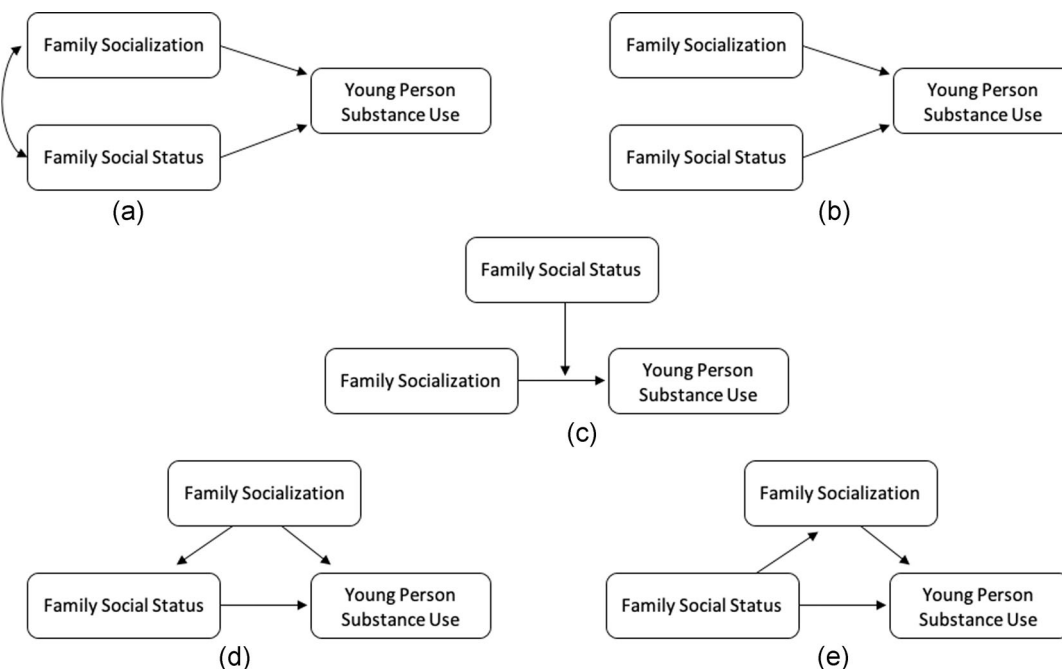 Family Socialization
Young Person
Substance Use
Family Social Status
(a)
Family Socialization
Young Person
Substance Use
Family Social Status
(b)
Family Social Status
Family Socialization
Young Person
Substance Use
(c)
Family Socialization
Family Social Status
Young Person
Substance Use
(d)
Family Socialization
Family Social Status
Young Person
Substance Use
(e)